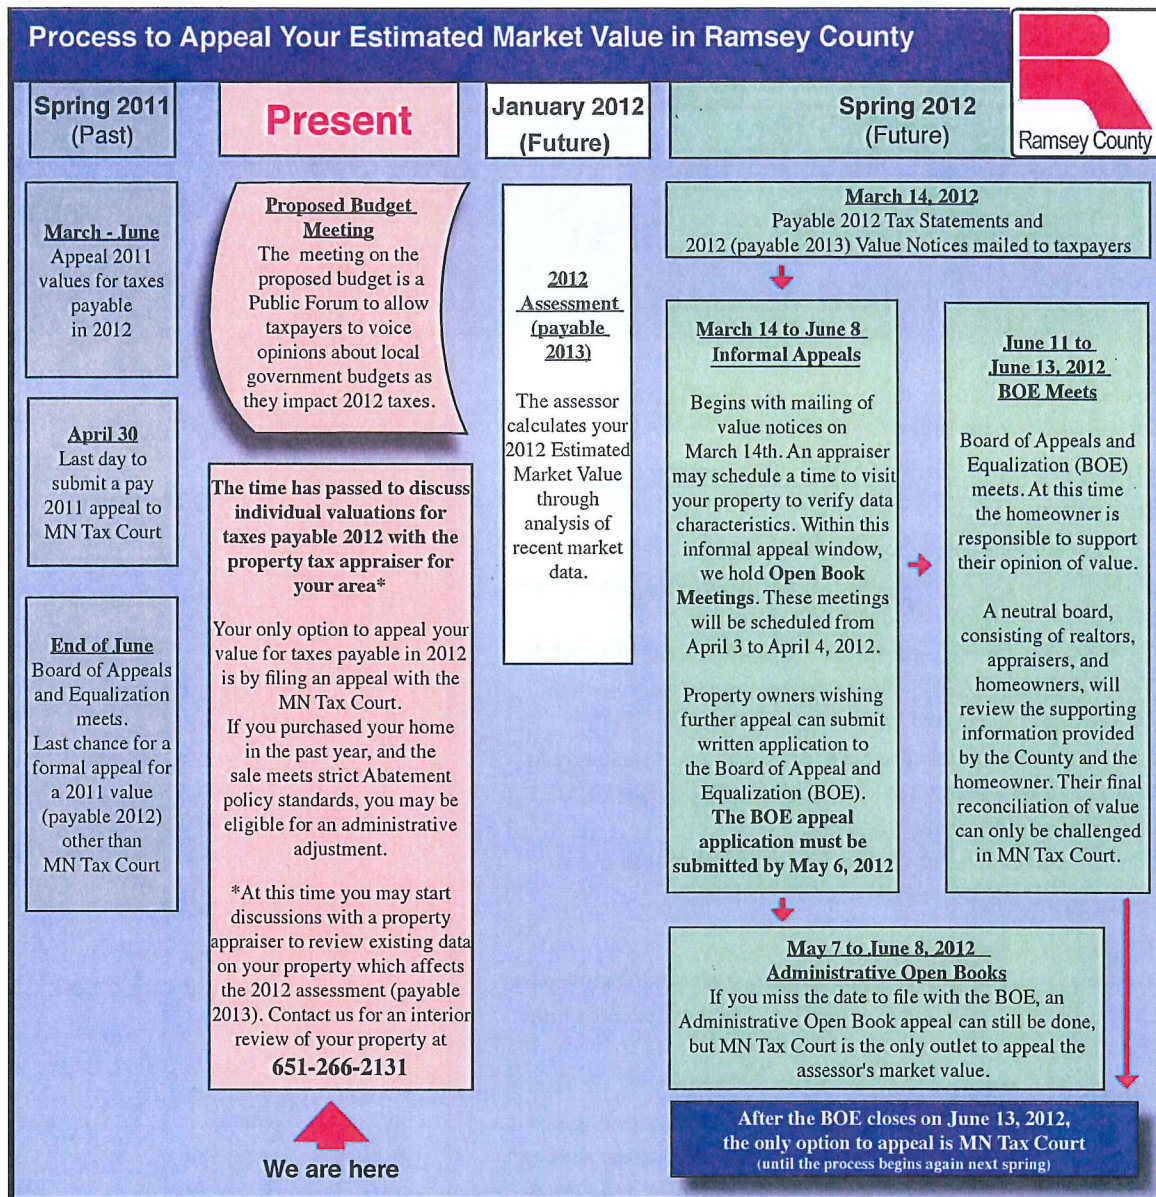 Process to Appeal Your Estimated Market Value in Ramsey County
Ramsey County
Spring 2011
(Past)
March - June
Appeal 2011
values for taxes
payable
in 2012
April 30
Last day to
submit a pay
2011 appeal to
MN Tax Court
End of June
Board of Appeals
and Equalization
meets.
Last chance for a
formal appeal for
a 2011 value
(payable 2012)
other than
MN Tax Court
Present
Proposed Budget
Meeting
The meeting on the
proposed budget is a
Public Forum to allow
taxpayers to voice
opinions about local
government budgets as
they impact 2012 taxes.
The time has passed to discuss
individual valuations for
taxes payable 2012 with the
property tax appraiser for
your area*
Your only option to appeal your
value for taxes payable in 2012
is by filing an appeal with the
MN Tax Court.
If you purchased your home
in the past year, and the
sale meets strict Abatement
policy standards, you may be
eligible for an administrative
adjustment.
*At this time you may start
discussions with a property
appraiser to review existing data
on your property which affects
the 2012 assessment (payable
2013). Contact us for an interior
review of your property at
651-266-2131
We are here
January 2012
(Future)
2012
Assessment
(payable
2013)
The assessor
calculates your
2012 Estimated
Market Value
through
analysis of
recent market
data.
Spring 2012
(Future)
March 14, 2012
Payable 2012 Tax Statements and
2012 (payable 2013) Value Notices mailed to taxpayers
March 14 to June 8
Informal Appeals
Begins with mailing of
value notices on
March 14th. An appraiser
may schedule a time to visit
your property to verify data
characteristics. Within this
informal appeal window,
we hold Open Book
Meetings. These meetings
will be scheduled from
April 3 to April 4, 2012.
Property owners wishing
further appeal can submit
written application to
the Board of Appeal and
Equalization (BOE).
The BOE appeal
application must be
submitted by May 6, 2012
June 11 to
June 13, 2012
BOE Meets
Board of Appeals and
Equalization (BOE)
meets. At this time
the homeowner is
responsible to support
their opinion of value.
A neutral board,
consisting of realtors,
appraisers, and
homeowners, will
review the supporting
information provided
by the County and the
homeowner. Their final
reconciliation of value
can only be challenged
in MN Tax Court.
May 7 to June 8, 2012
Administrative Open Books
If you miss the date to file with the BOE, an
Administrative Open Book appeal can still be done,
but MN Tax Court is the only outlet to appeal the
assessor's market value.
After the BOE closes on June 13, 2012,
the only option to appeal is MN Tax Court
(until the process begins again next spring)